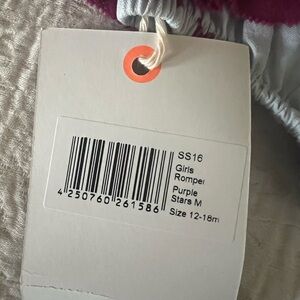 SS16
Girls
Romper
Purple
Stars M
Size 12-18m
4 250760 261586